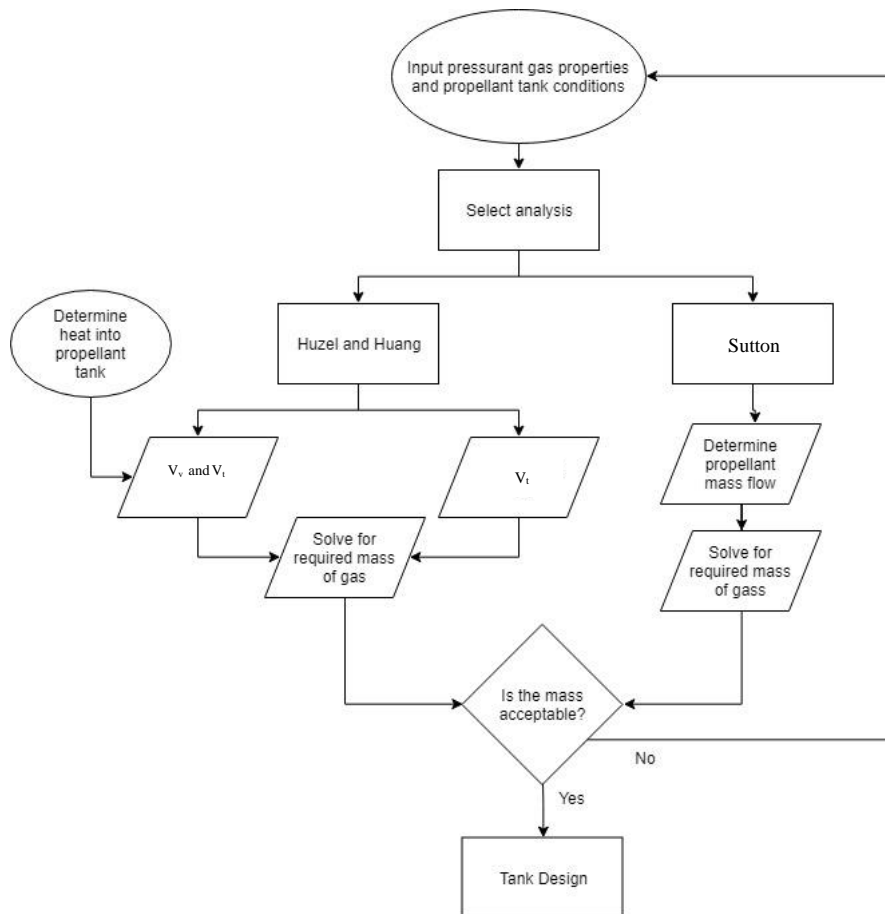 Input pressurant gas properties
and propellant tank conditions
Select analysis
Determine
heat into
propellant
tank
Huzel and Huang
Sutton
Vᵥ and Vₜ
Vₜ
Determine
propellant
mass flow
Solve for
required mass
of gas
Solve for
required mass
of gass
Is the mass
acceptable?
No
Yes
Tank Design